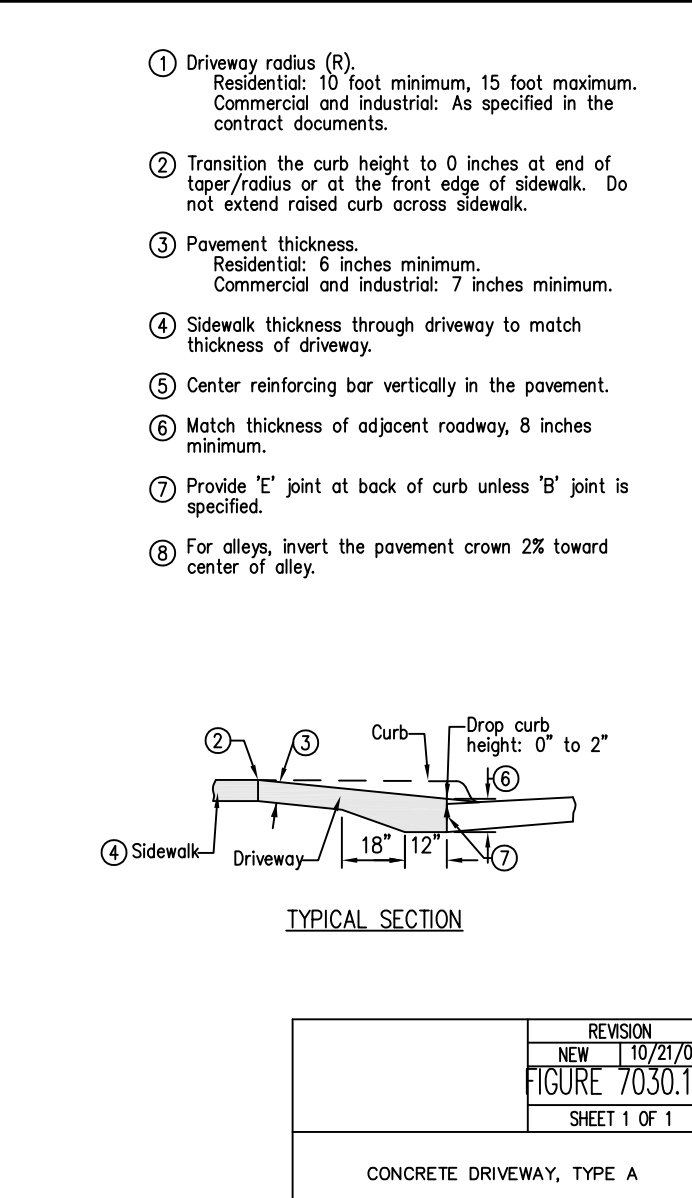 ① Driveway radius (R).
Residential: 10 foot minimum, 15 foot maximum.
Commercial and industrial: As specified in the
contract documents.
② Transition the curb height to 0 inches at end of
taper/radius or at the front edge of sidewalk. Do
not extend raised curb across sidewalk.
③ Pavement thickness.
Residential: 6 inches minimum.
Commercial and industrial: 7 inches minimum.
④ Sidewalk thickness through driveway to match
thickness of driveway.
⑤ Center reinforcing bar vertically in the pavement.
⑥ Match thickness of adjacent roadway, 8 inches
minimum.
⑦ Provide 'E' joint at back of curb unless 'B' joint is
specified.
⑧ For alleys, invert the pavement crown 2% toward
center of alley.
② ③ Curb
Drop curb
height: 0" to 2"
⑥
④ Sidewalk
Driveway
18" 12"
⑦
TYPICAL SECTION
REVISION
NEW 10/21/0
FIGURE 7030.1
SHEET 1 OF 1
CONCRETE DRIVEWAY, TYPE A